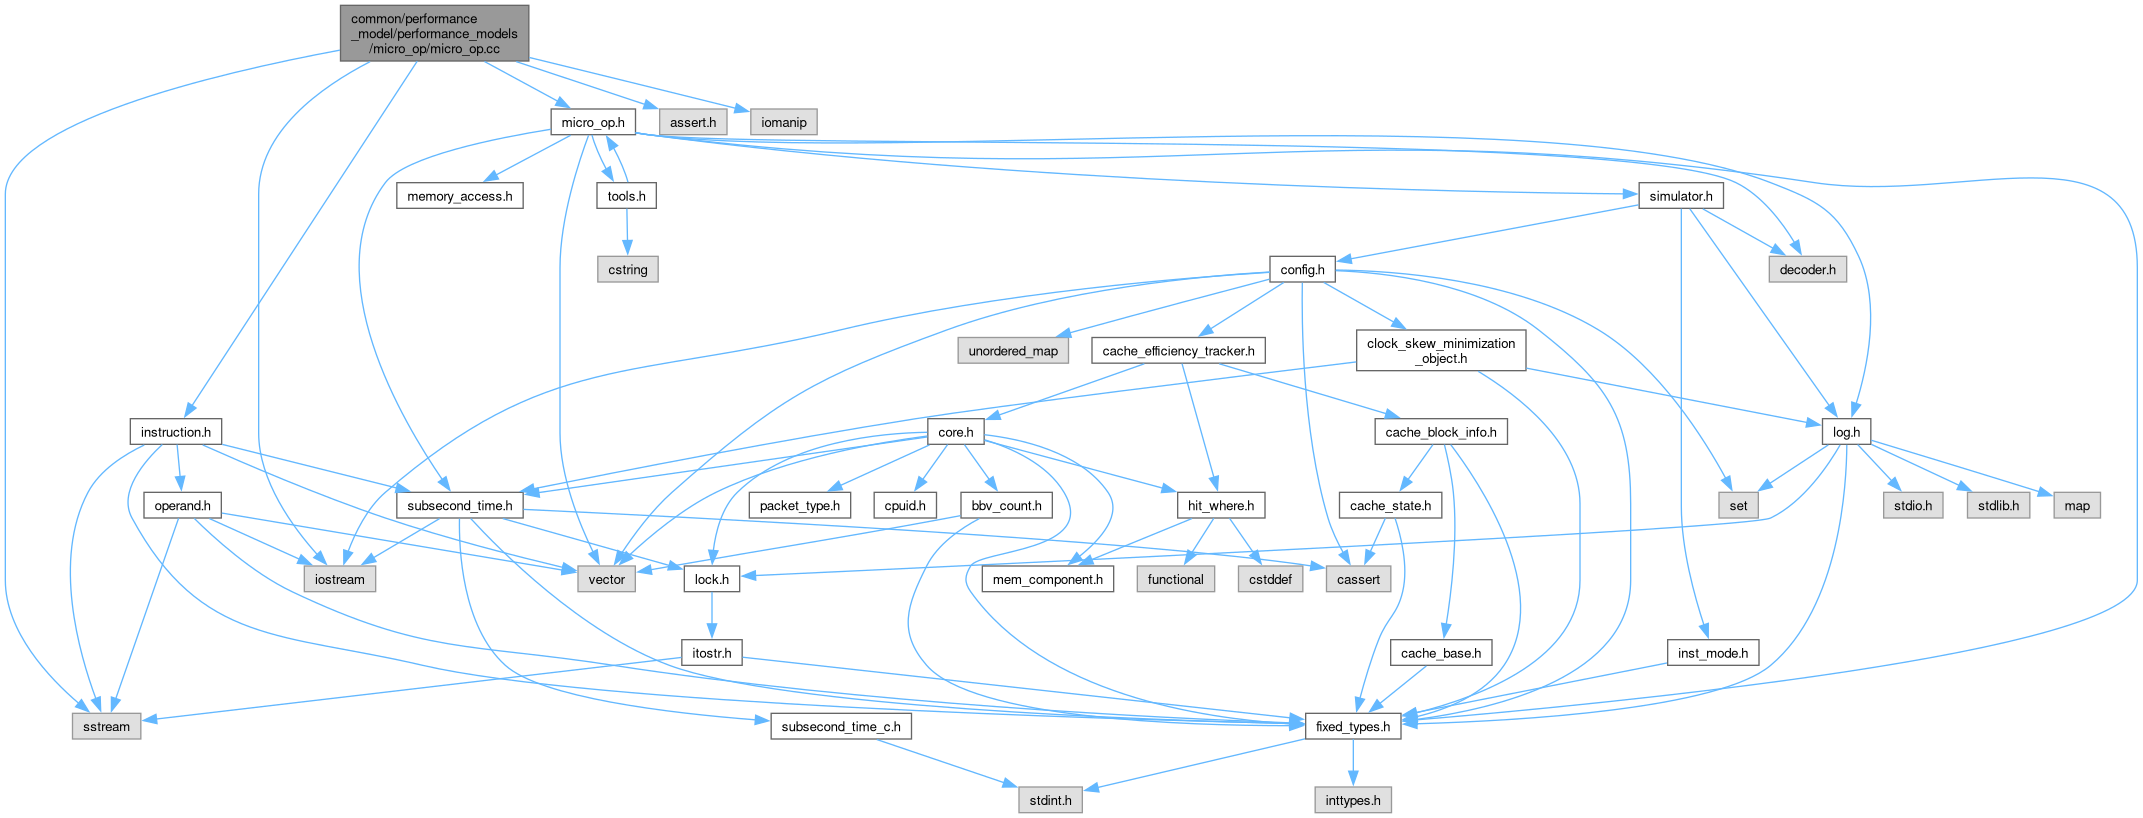 common/performance
_model/performance_models
/micro_op/micro_op.cc
micro_op.h
assert.h
iomanip
memory_access.h
tools.h
simulator.h
cstring
config.h
decoder.h
unordered_map
cache_efficiency_tracker.h
clock_skew_minimization
_object.h
instruction.h
core.h
cache_block_info.h
log.h
operand.h
subsecond_time.h
packet_type.h
cpuid.h
bbv_count.h
hit_where.h
cache_state.h
set
stdio.h
stdlib.h
map
iostream
vector
lock.h
mem_component.h
functional
cstddef
cassert
itostr.h
cache_base.h
inst_mode.h
sstream
subsecond_time_c.h
fixed_types.h
stdint.h
inttypes.h